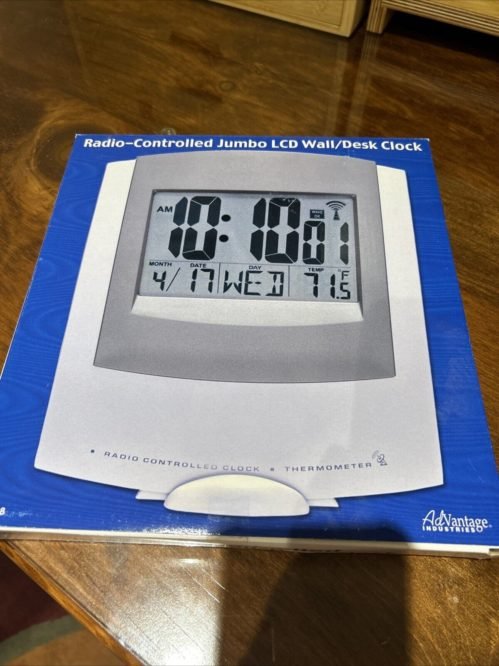 Radio-Controlled Jumbo LCD Wall/Desk Clock
AM 10:10 01
MONTH DATE DAY TEMP
4/17 WED 71.5 °F
RADIO CONTROLLED CLOCK THERMOMETER
B
AdVantage
INDUSTRIES